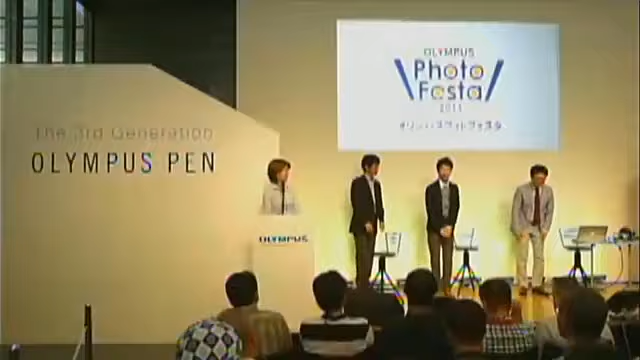 The 3rd Generation
OLYMPUS PEN
OLYMPUS
Photo
Festa
2011
オリンパスフォトフェスタ
OLYMPUS